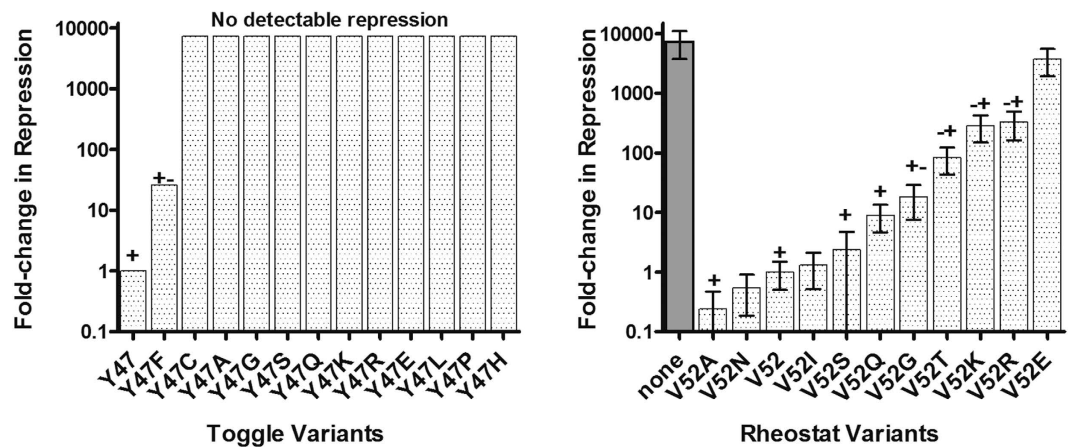 No detectable repression
Fold-change in Repression
10000
1000
100
10
1
0.1
+
+-
Y47
Y47F
Y47C
Y47A
Y47G
Y47S
Y47Q
Y47K
Y47R
Y47E
Y47L
Y47P
Y47H
Toggle Variants
Fold-change in Repression
10000
1000
100
10
1
0.1
+
+
+
+
+-
-+
-+
-+
none
V52A
V52N
V52
V52I
V52S
V52Q
V52G
V52T
V52K
V52R
V52E
Rheostat Variants